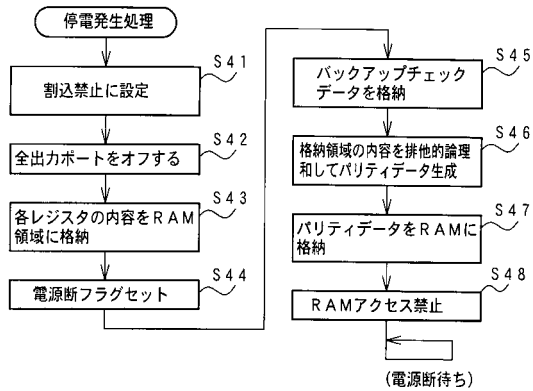 停電発生処理
S41
割込禁止に設定
S42
全出力ポートをオフする
S43
各レジスタの内容をRAM
領域に格納
S44
電源断フラグセット
S45
バックアップチェック
データを格納
S46
格納領域の内容を排他的論理
和してパリティデータ生成
S47
パリティデータをRAMに
格納
S48
RAMアクセス禁止
(電源断待ち)